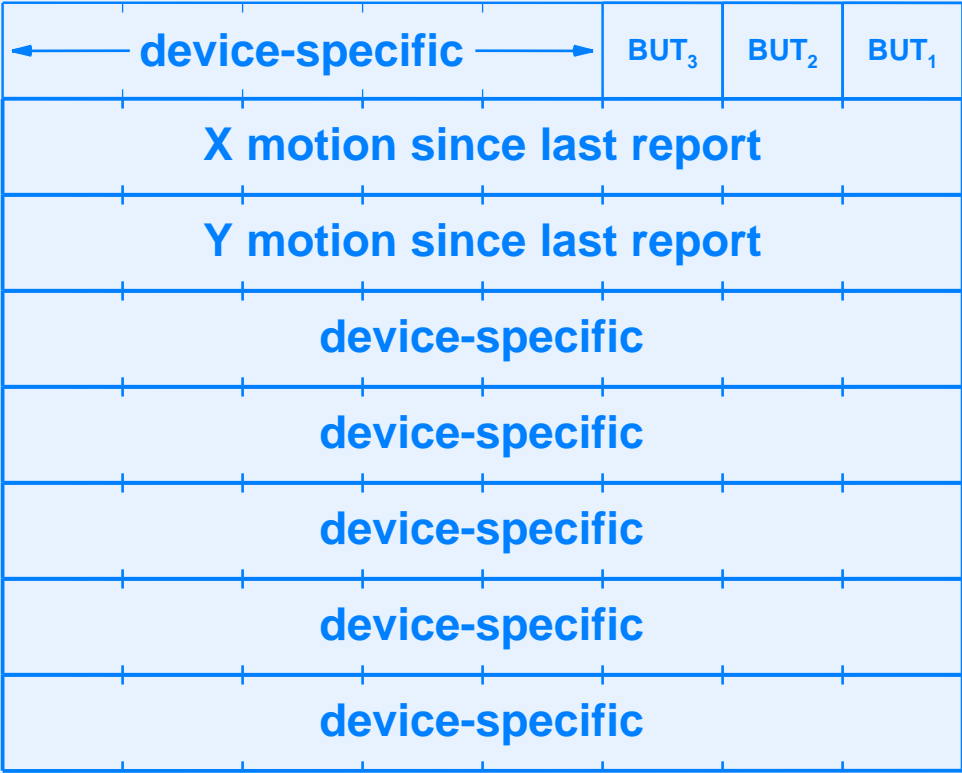 device-specific BUT₃ BUT₂ BUT₁
X motion since last report
Y motion since last report
device-specific
device-specific
device-specific
device-specific
device-specific